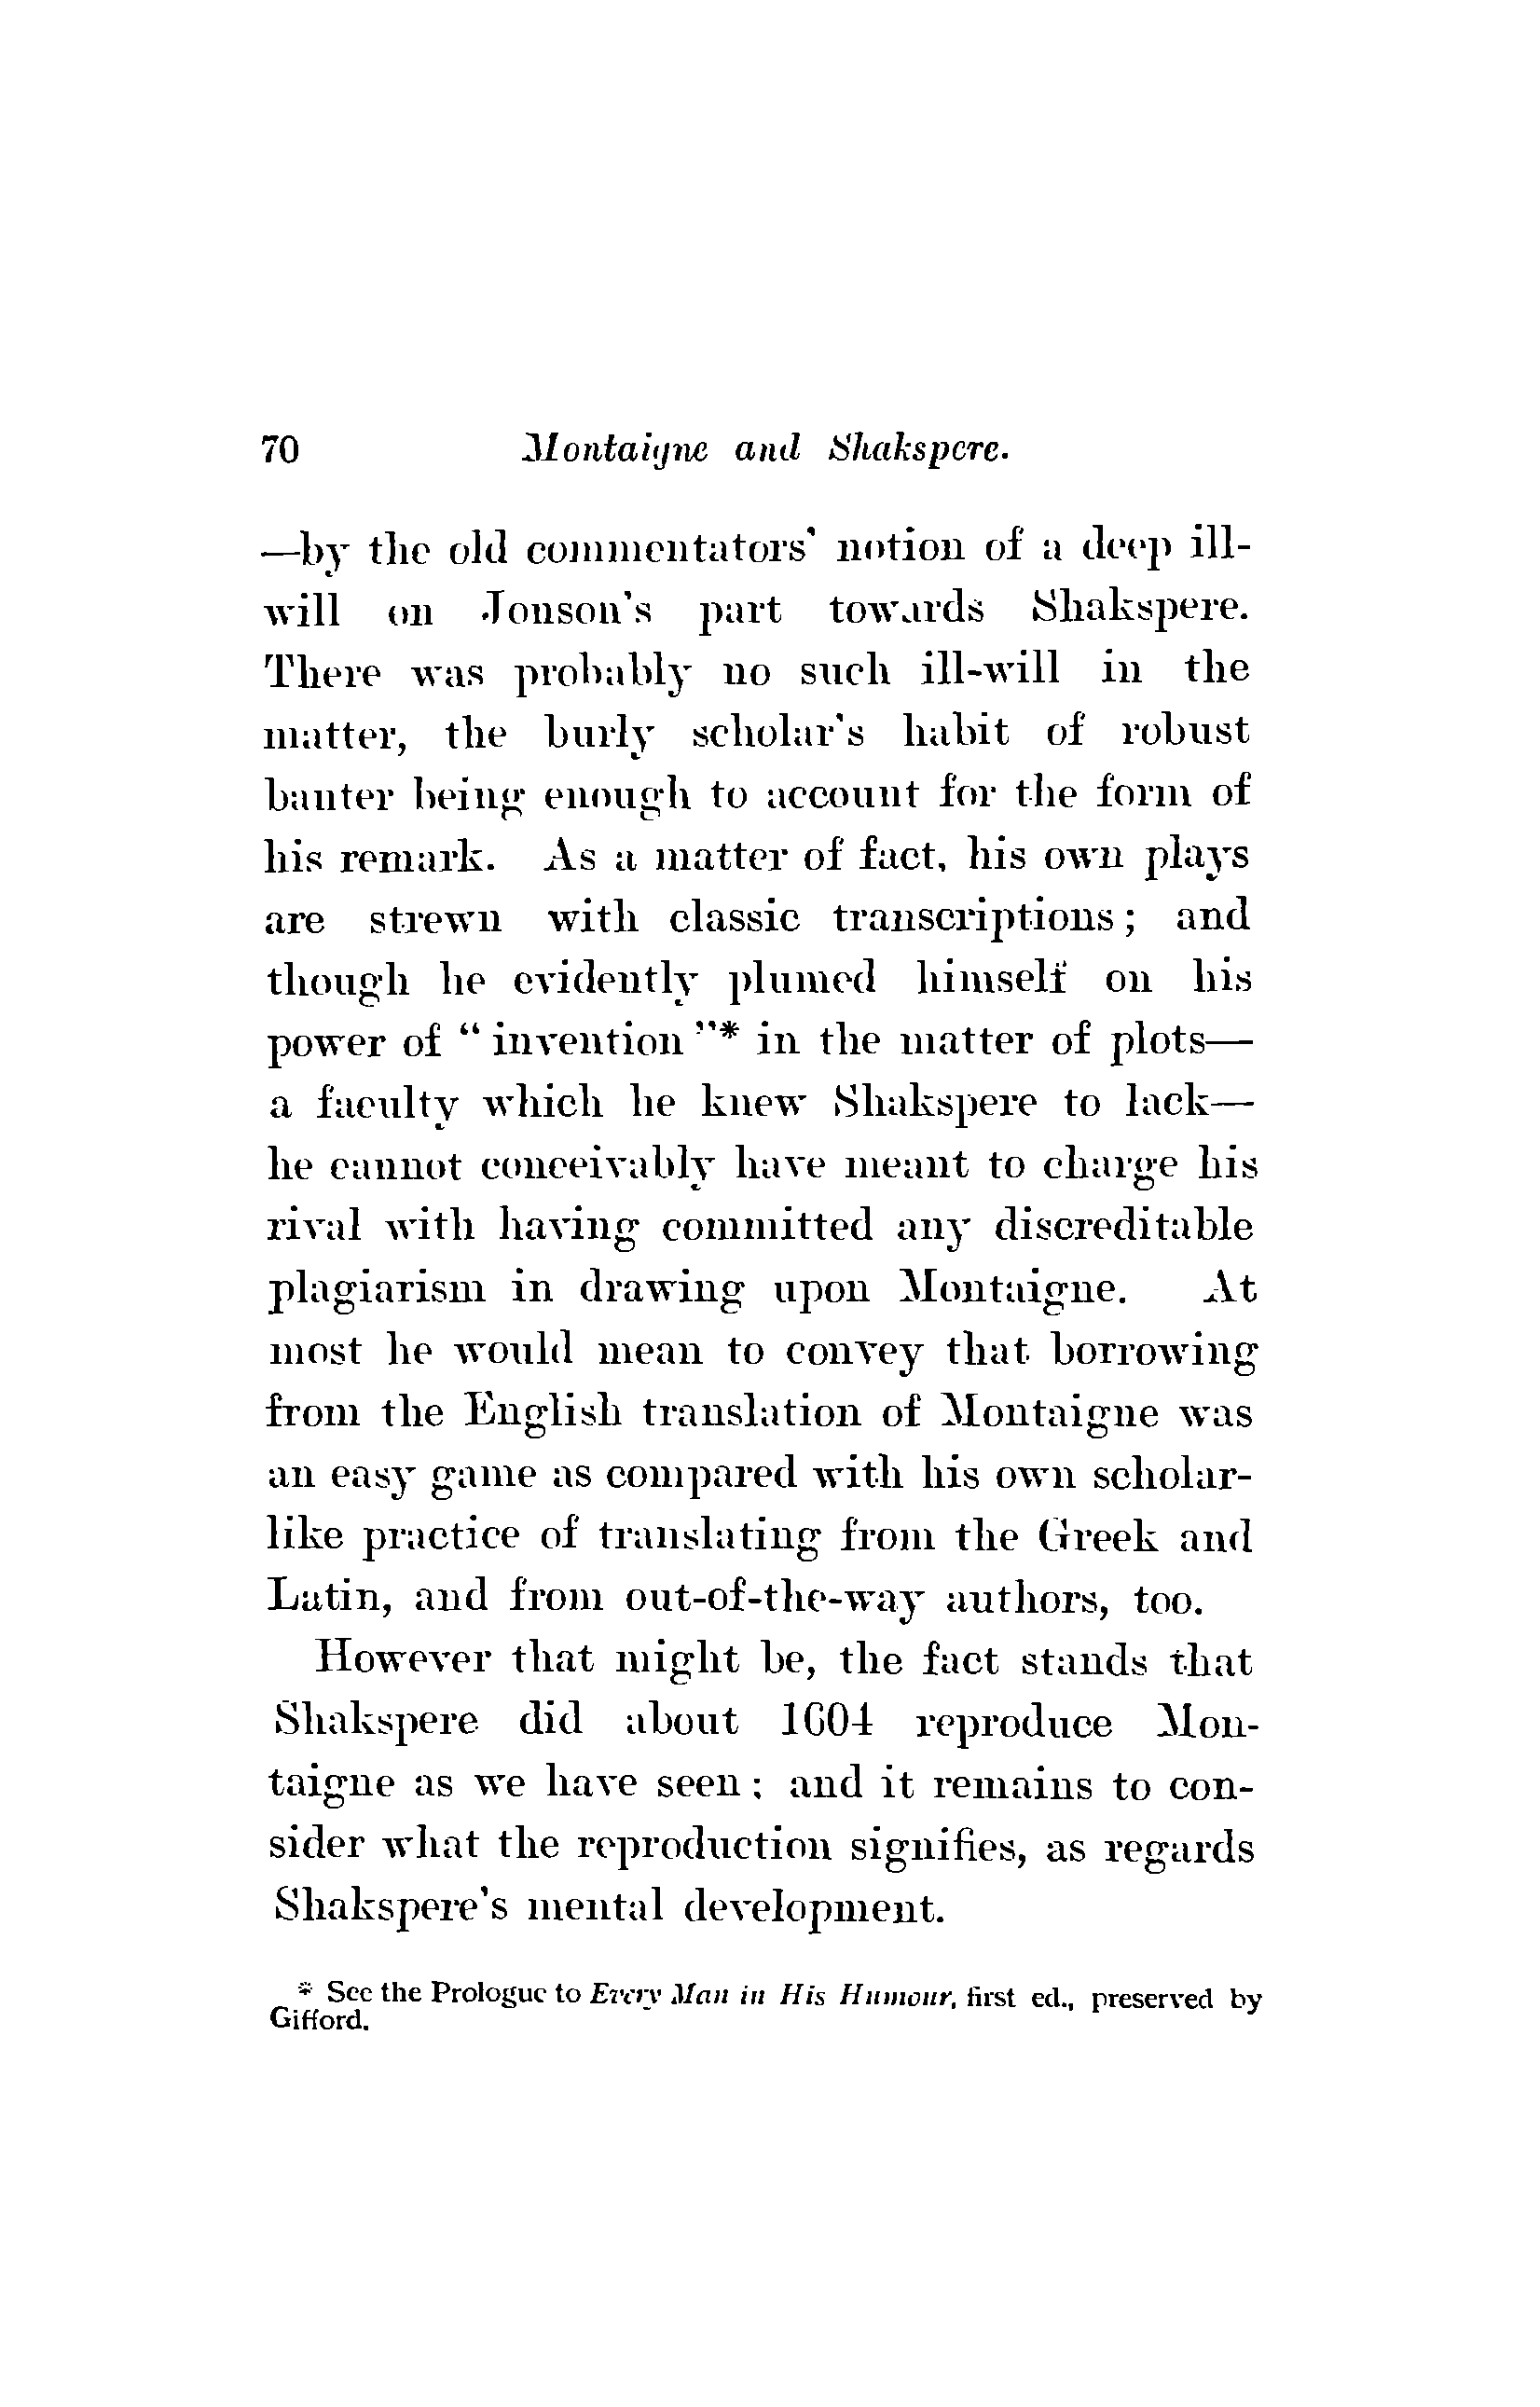 70 Montaigne and Shakspere.
—by the old commentators' notion of a deep ill-
will on Jonson's part towards Shakspere.
There was probably no such ill-will in the
matter, the burly scholar's habit of robust
banter being enough to account for the form of
his remark. As a matter of fact, his own plays
are strewn with classic transcriptions; and
though he evidently plumed himself on his
power of "invention"* in the matter of plots—
a faculty which he knew Shakspere to lack—
he cannot conceivably have meant to charge his
rival with having committed any discreditable
plagiarism in drawing upon Montaigne. At
most he would mean to convey that borrowing
from the English translation of Montaigne was
an easy game as compared with his own scholar-
like practice of translating from the Greek and
Latin, and from out-of-the-way authors, too.
However that might be, the fact stands that
Shakspere did about 1604 reproduce Mon-
taigne as we have seen; and it remains to con-
sider what the reproduction signifies, as regards
Shakspere's mental development.
* See the Prologue to Every Man in His Humour, first ed., preserved by
Gifford.